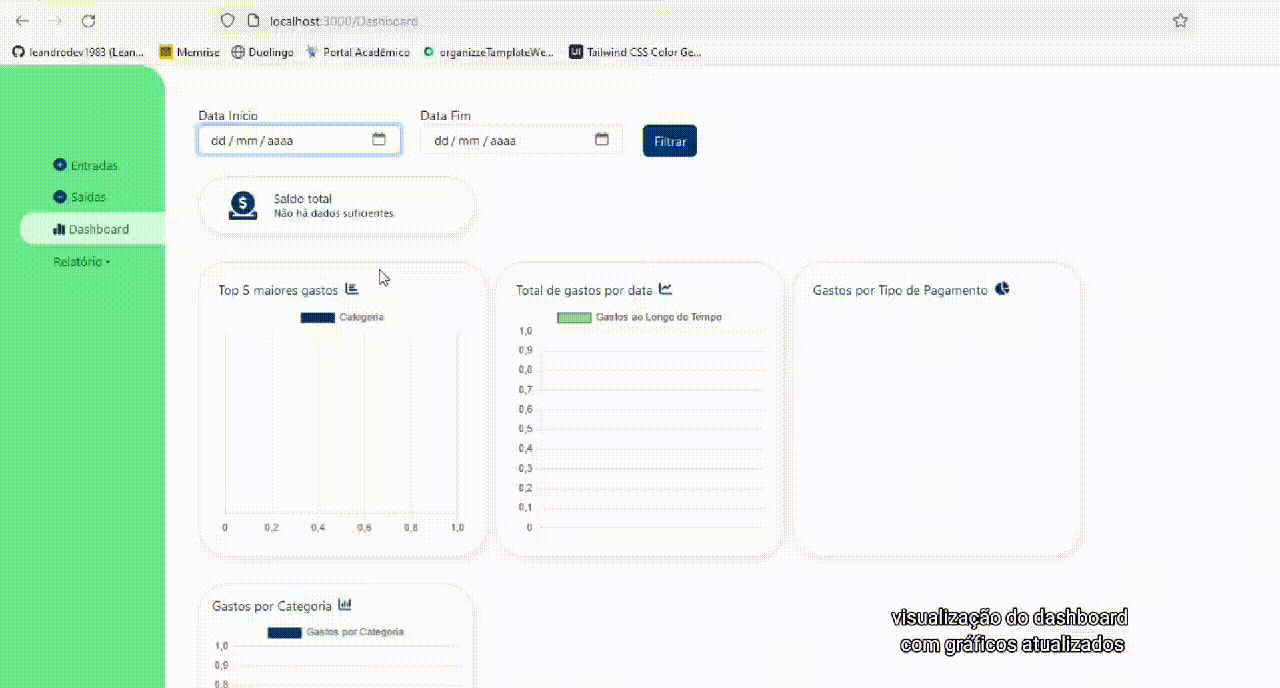 localhost:3000/Dashboard
leandrodev1983 (Lean... Memrise Duolingo Portal Acadêmico organizzeTamplateWe... UI Tailwind CSS Color Ge...
Data Início Data Fim
dd / mm / aaaa dd / mm / aaaa Filtrar
Entradas
Saídas
Dashboard
Relatório
Saldo total
Não há dados suficientes.
Top 5 maiores gastos
Categoria
0 0,2 0,4 0,6 0,8 1,0
Total de gastos por data
Gastos ao Longo do Tempo
1,0
0,9
0,8
0,7
0,6
0,5
0,4
0,3
0,2
0,1
0
Gastos por Tipo de Pagamento
Gastos por Categoria
Gastos por Categoria
1,0
0,9
0,8
visualização do dashboard
com gráficos atualizados